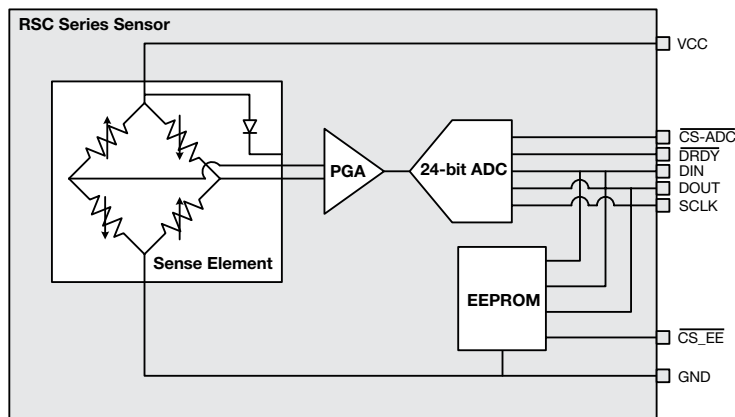 RSC Series Sensor
VCC
CS-ADC
DRDY
DIN
DOUT
SCLK
PGA
24-bit ADC
Sense Element
EEPROM
CS_EE
GND